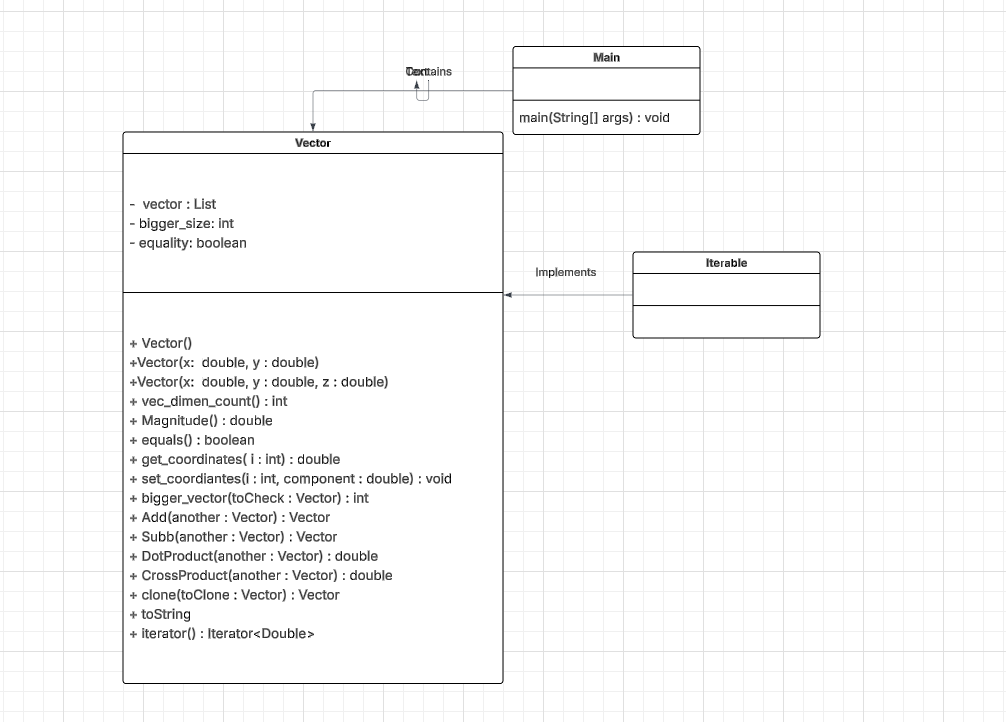 Main
Contains
Text
main(String[] args) : void
Vector
- vector : List
- bigger_size: int
- equality: boolean
Iterable
Implements
+ Vector()
+Vector(x: double, y : double)
+Vector(x: double, y : double, z : double)
+ vec_dimen_count() : int
+ Magnitude() : double
+ equals() : boolean
+ get_coordinates( i : int) : double
+ set_coordiantes(i : int, component : double) : void
+ bigger_vector(toCheck : Vector) : int
+ Add(another : Vector) : Vector
+ Subb(another : Vector) : Vector
+ DotProduct(another : Vector) : double
+ CrossProduct(another : Vector) : double
+ clone(toClone : Vector) : Vector
+ toString
+ iterator() : Iterator<Double>